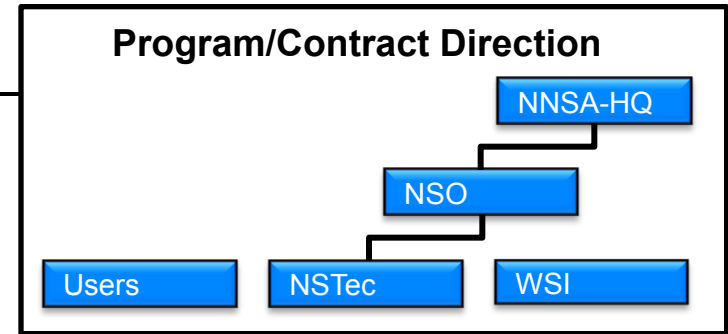 Program/Contract Direction
NNSA-HQ
NSO
Users
NSTec
WSI